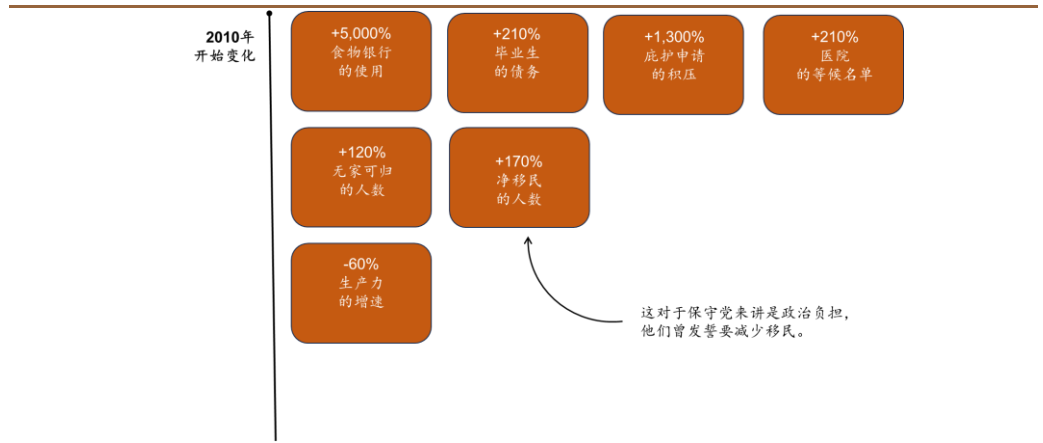 2010年
开始变化
+5,000%
食物银行
的使用
+210%
毕业生
的债务
+1,300%
庇护申请
的积压
+210%
医院
的等候名单
+120%
无家可归
的人数
+170%
净移民
的人数
-60%
生产力
的增速
这对于保守党来讲是政治负担，
他们曾发誓要减少移民。